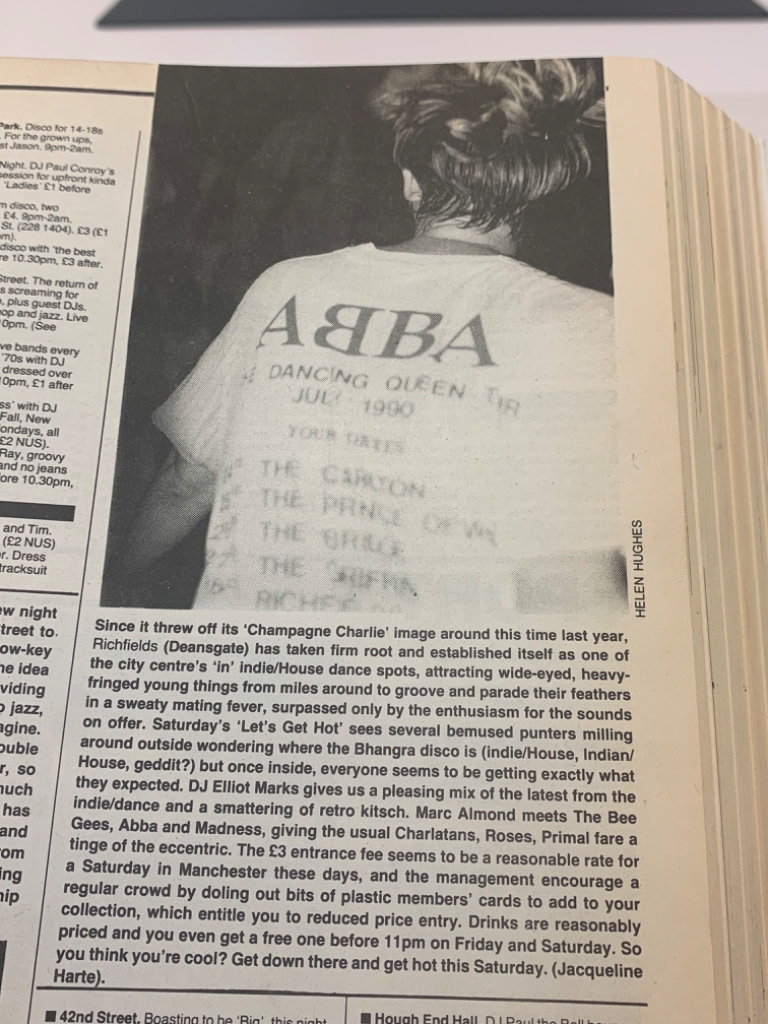 Park. Disco for 14-18s
For the grown ups,
st Jason. 9pm-2am.
Night. DJ Paul Conroy's
session for upfront kinda
'Ladies' £1 before
m disco, two
£4. 9pm-2am.
St. (228 1404). £3 (£1
m).
disco with 'the best
re 10.30pm, £3 after.
Street. The return of
s screaming for
, plus guest DJs.
op and jazz. Live
0pm. (See
ve bands every
'70s with DJ
dressed over
0pm, £1 after
ss' with DJ
Fall, New
ondays, all
£2 NUS).
Ray, groovy
and no jeans
ore 10.30pm,
and Tim.
(£2 NUS)
er. Dress
tracksuit
ew night
treet to.
ow-key
he idea
viding
o jazz,
agine.
ouble
r, so
much
has
and
rom
ing
hip
ABBA
DANCING QUEEN
JULY 1990
TOUR DATES
THE CARLTON
THE PRINCE OF
THE
THE
HELEN HUGHES
Since it threw off its 'Champagne Charlie' image around this time last year,
Richfields (Deansgate) has taken firm root and established itself as one of
the city centre's 'in' indie/House dance spots, attracting wide-eyed, heavy-
fringed young things from miles around to groove and parade their feathers
in a sweaty mating fever, surpassed only by the enthusiasm for the sounds
on offer. Saturday's 'Let's Get Hot' sees several bemused punters milling
around outside wondering where the Bhangra disco is (indie/House, Indian/
House, geddit?) but once inside, everyone seems to be getting exactly what
they expected. DJ Elliot Marks gives us a pleasing mix of the latest from the
indie/dance and a smattering of retro kitsch. Marc Almond meets The Bee
Gees, Abba and Madness, giving the usual Charlatans, Roses, Primal fare a
tinge of the eccentric. The £3 entrance fee seems to be a reasonable rate for
a Saturday in Manchester these days, and the management encourage a
regular crowd by doling out bits of plastic members' cards to add to your
collection, which entitle you to reduced price entry. Drinks are reasonably
priced and you even get a free one before 11pm on Friday and Saturday. So
you think you're cool? Get down there and get hot this Saturday. (Jacqueline
Harte).
■ 42nd Street. Boasting to be 'Big', this night
■ Hough End Hall. DJ Paul the